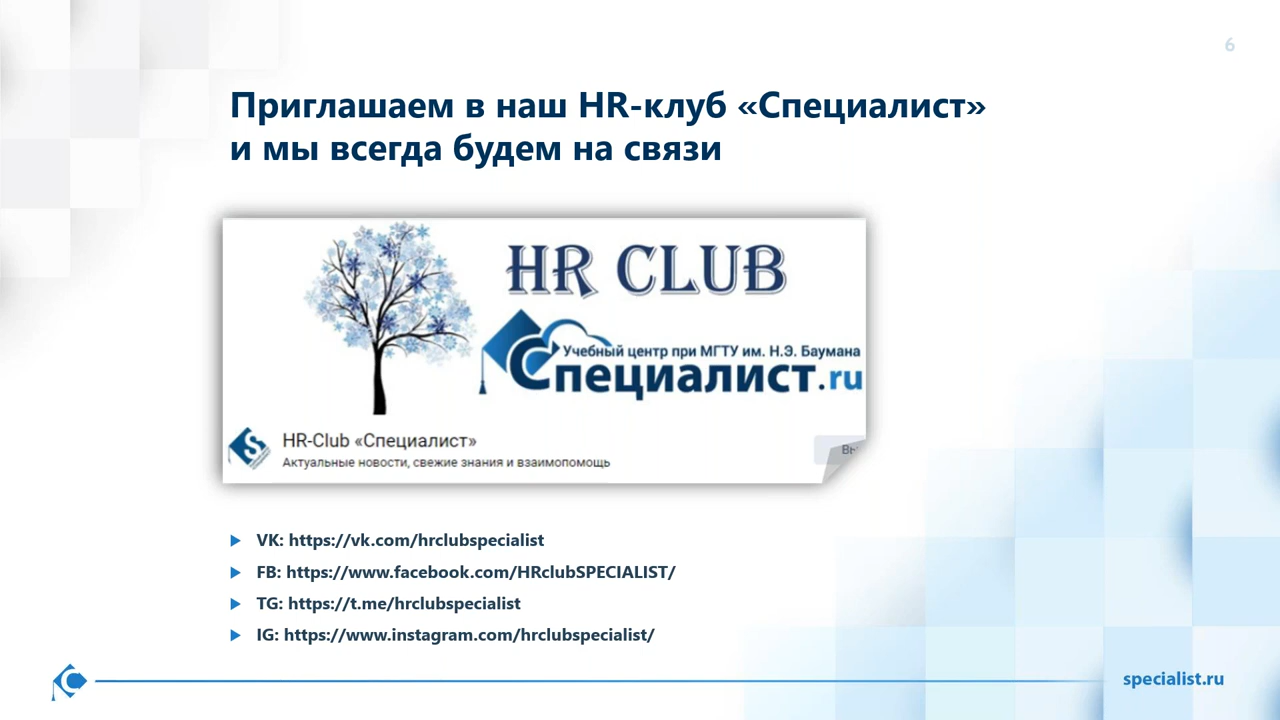 6
Приглашаем в наш HR-клуб «Специалист»
и мы всегда будем на связи
HR CLUB
Учебный центр при МГТУ им. Н.Э. Баумана
Специалист.ru
HR-Club «Специалист»
Актуальные новости, свежие знания и взаимопомощь
VK: https://vk.com/hrclubspecialist
FB: https://www.facebook.com/HRclubSPECIALIST/
TG: https://t.me/hrclubspecialist
IG: https://www.instagram.com/hrclubspecialist/
specialist.ru